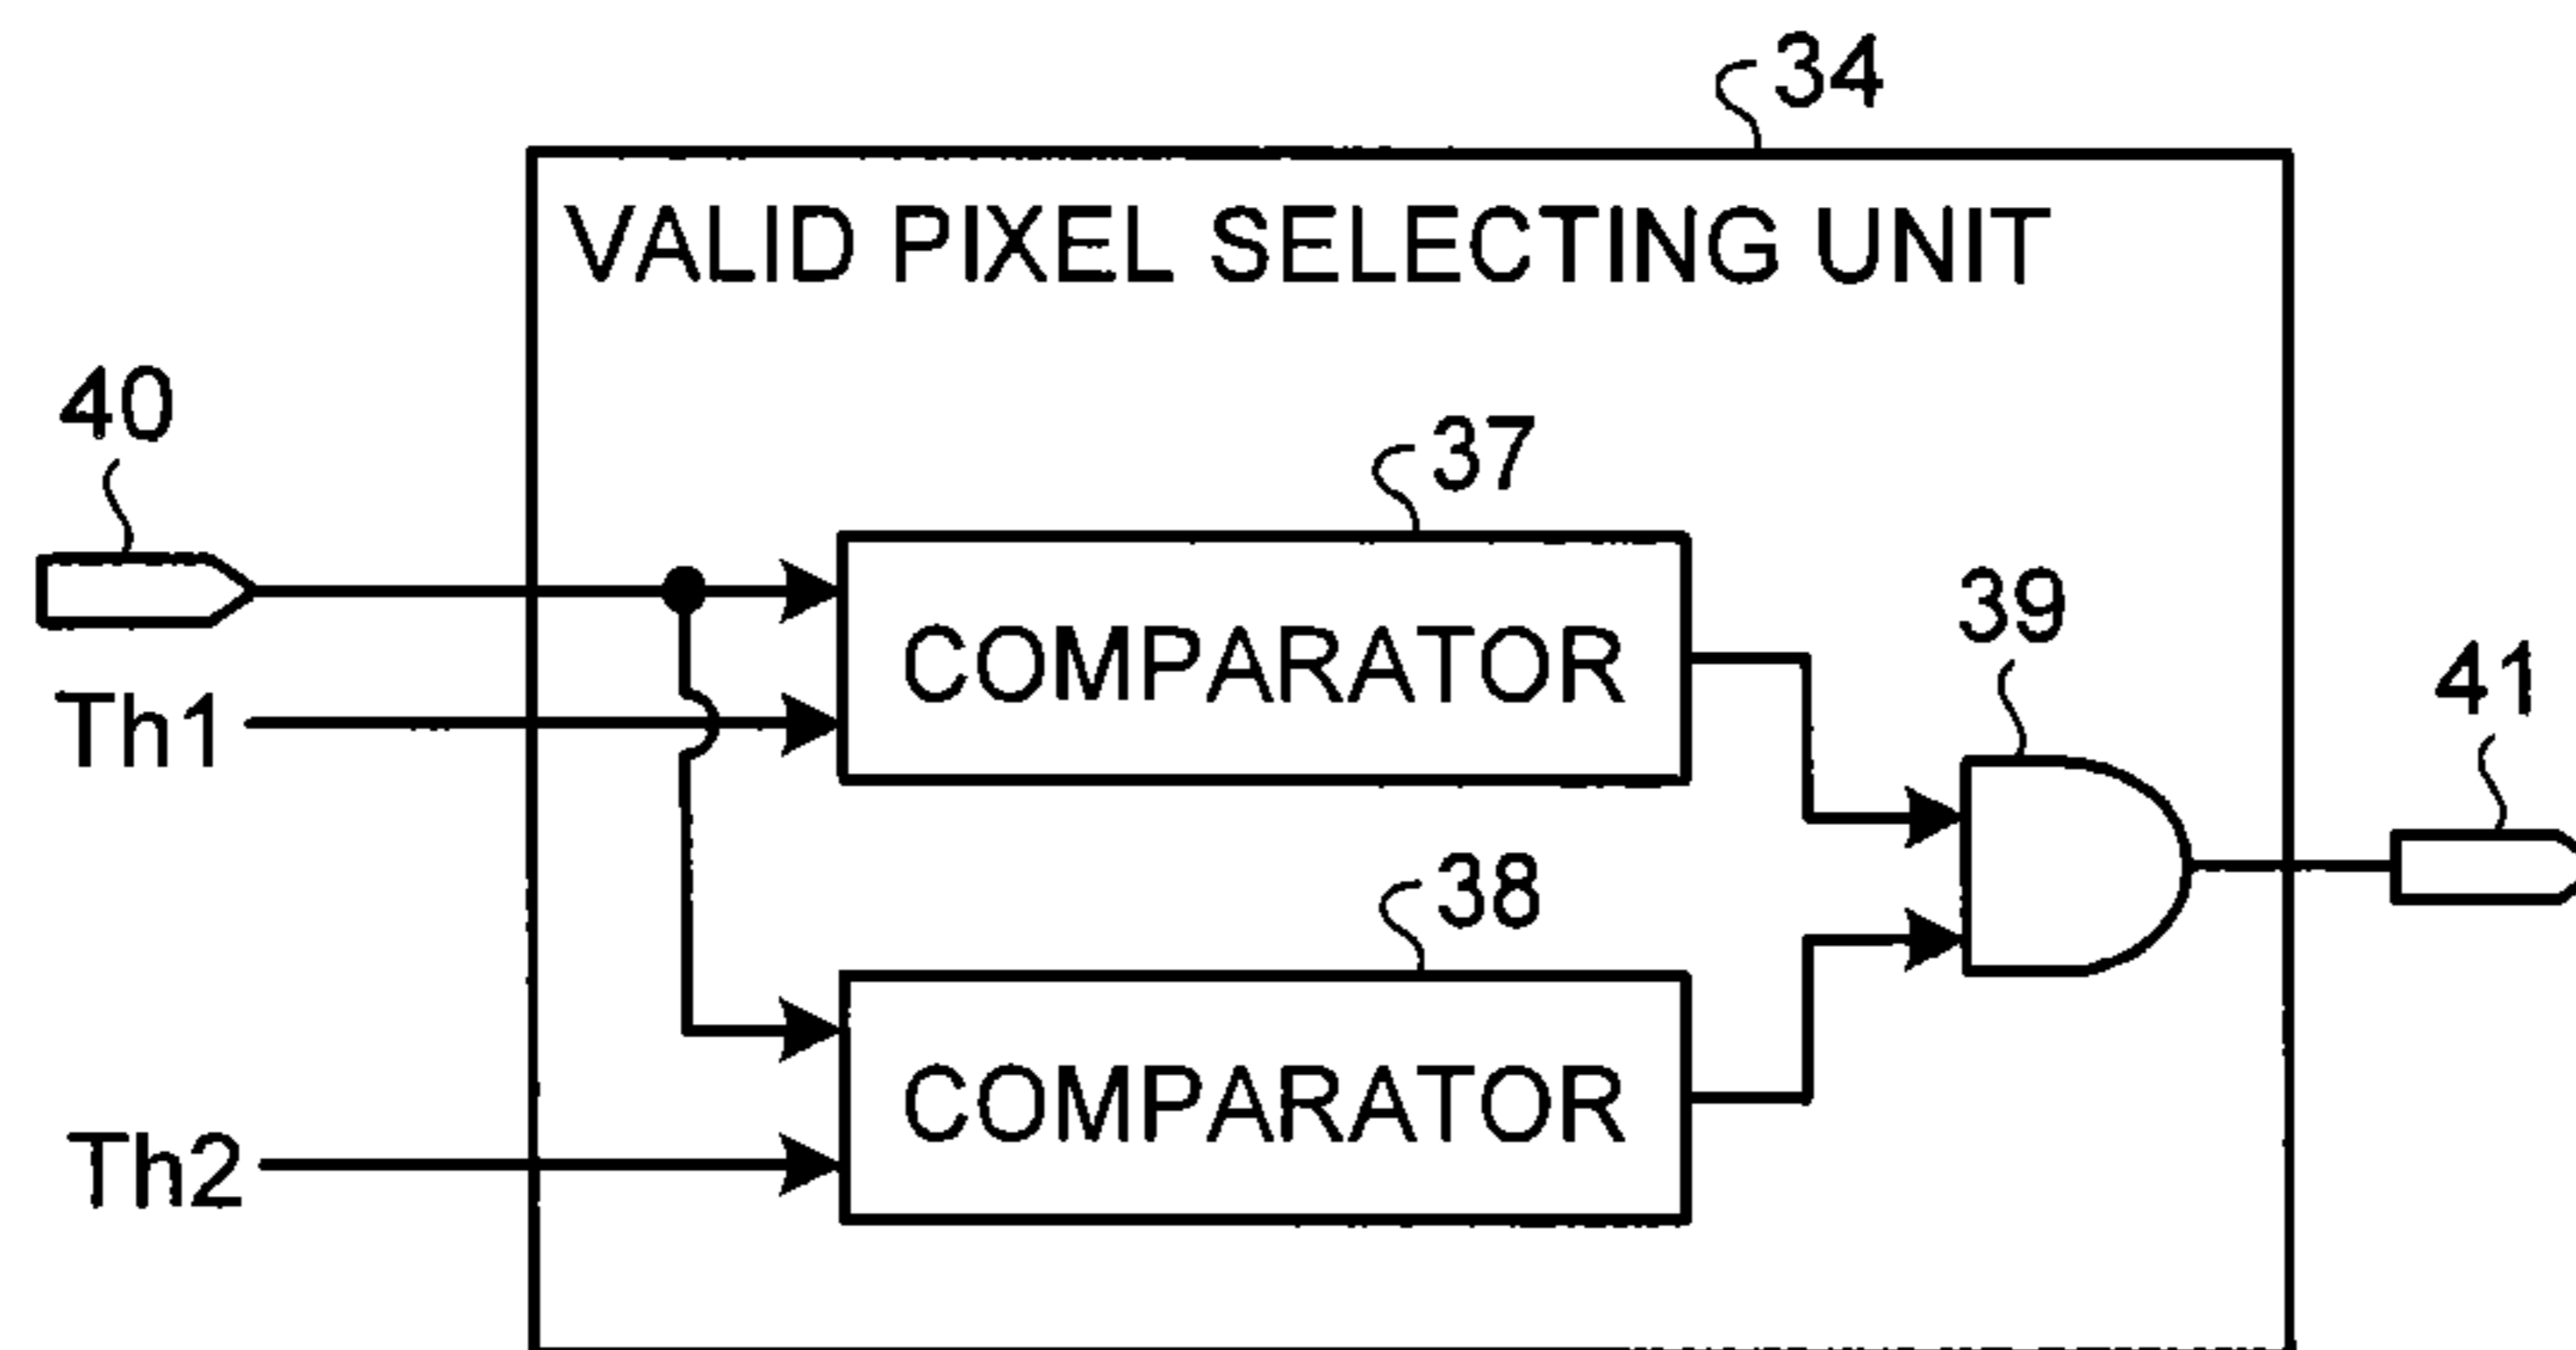 34
VALID PIXEL SELECTING UNIT
40
37
COMPARATOR
39
Th1
41
38
COMPARATOR
Th2